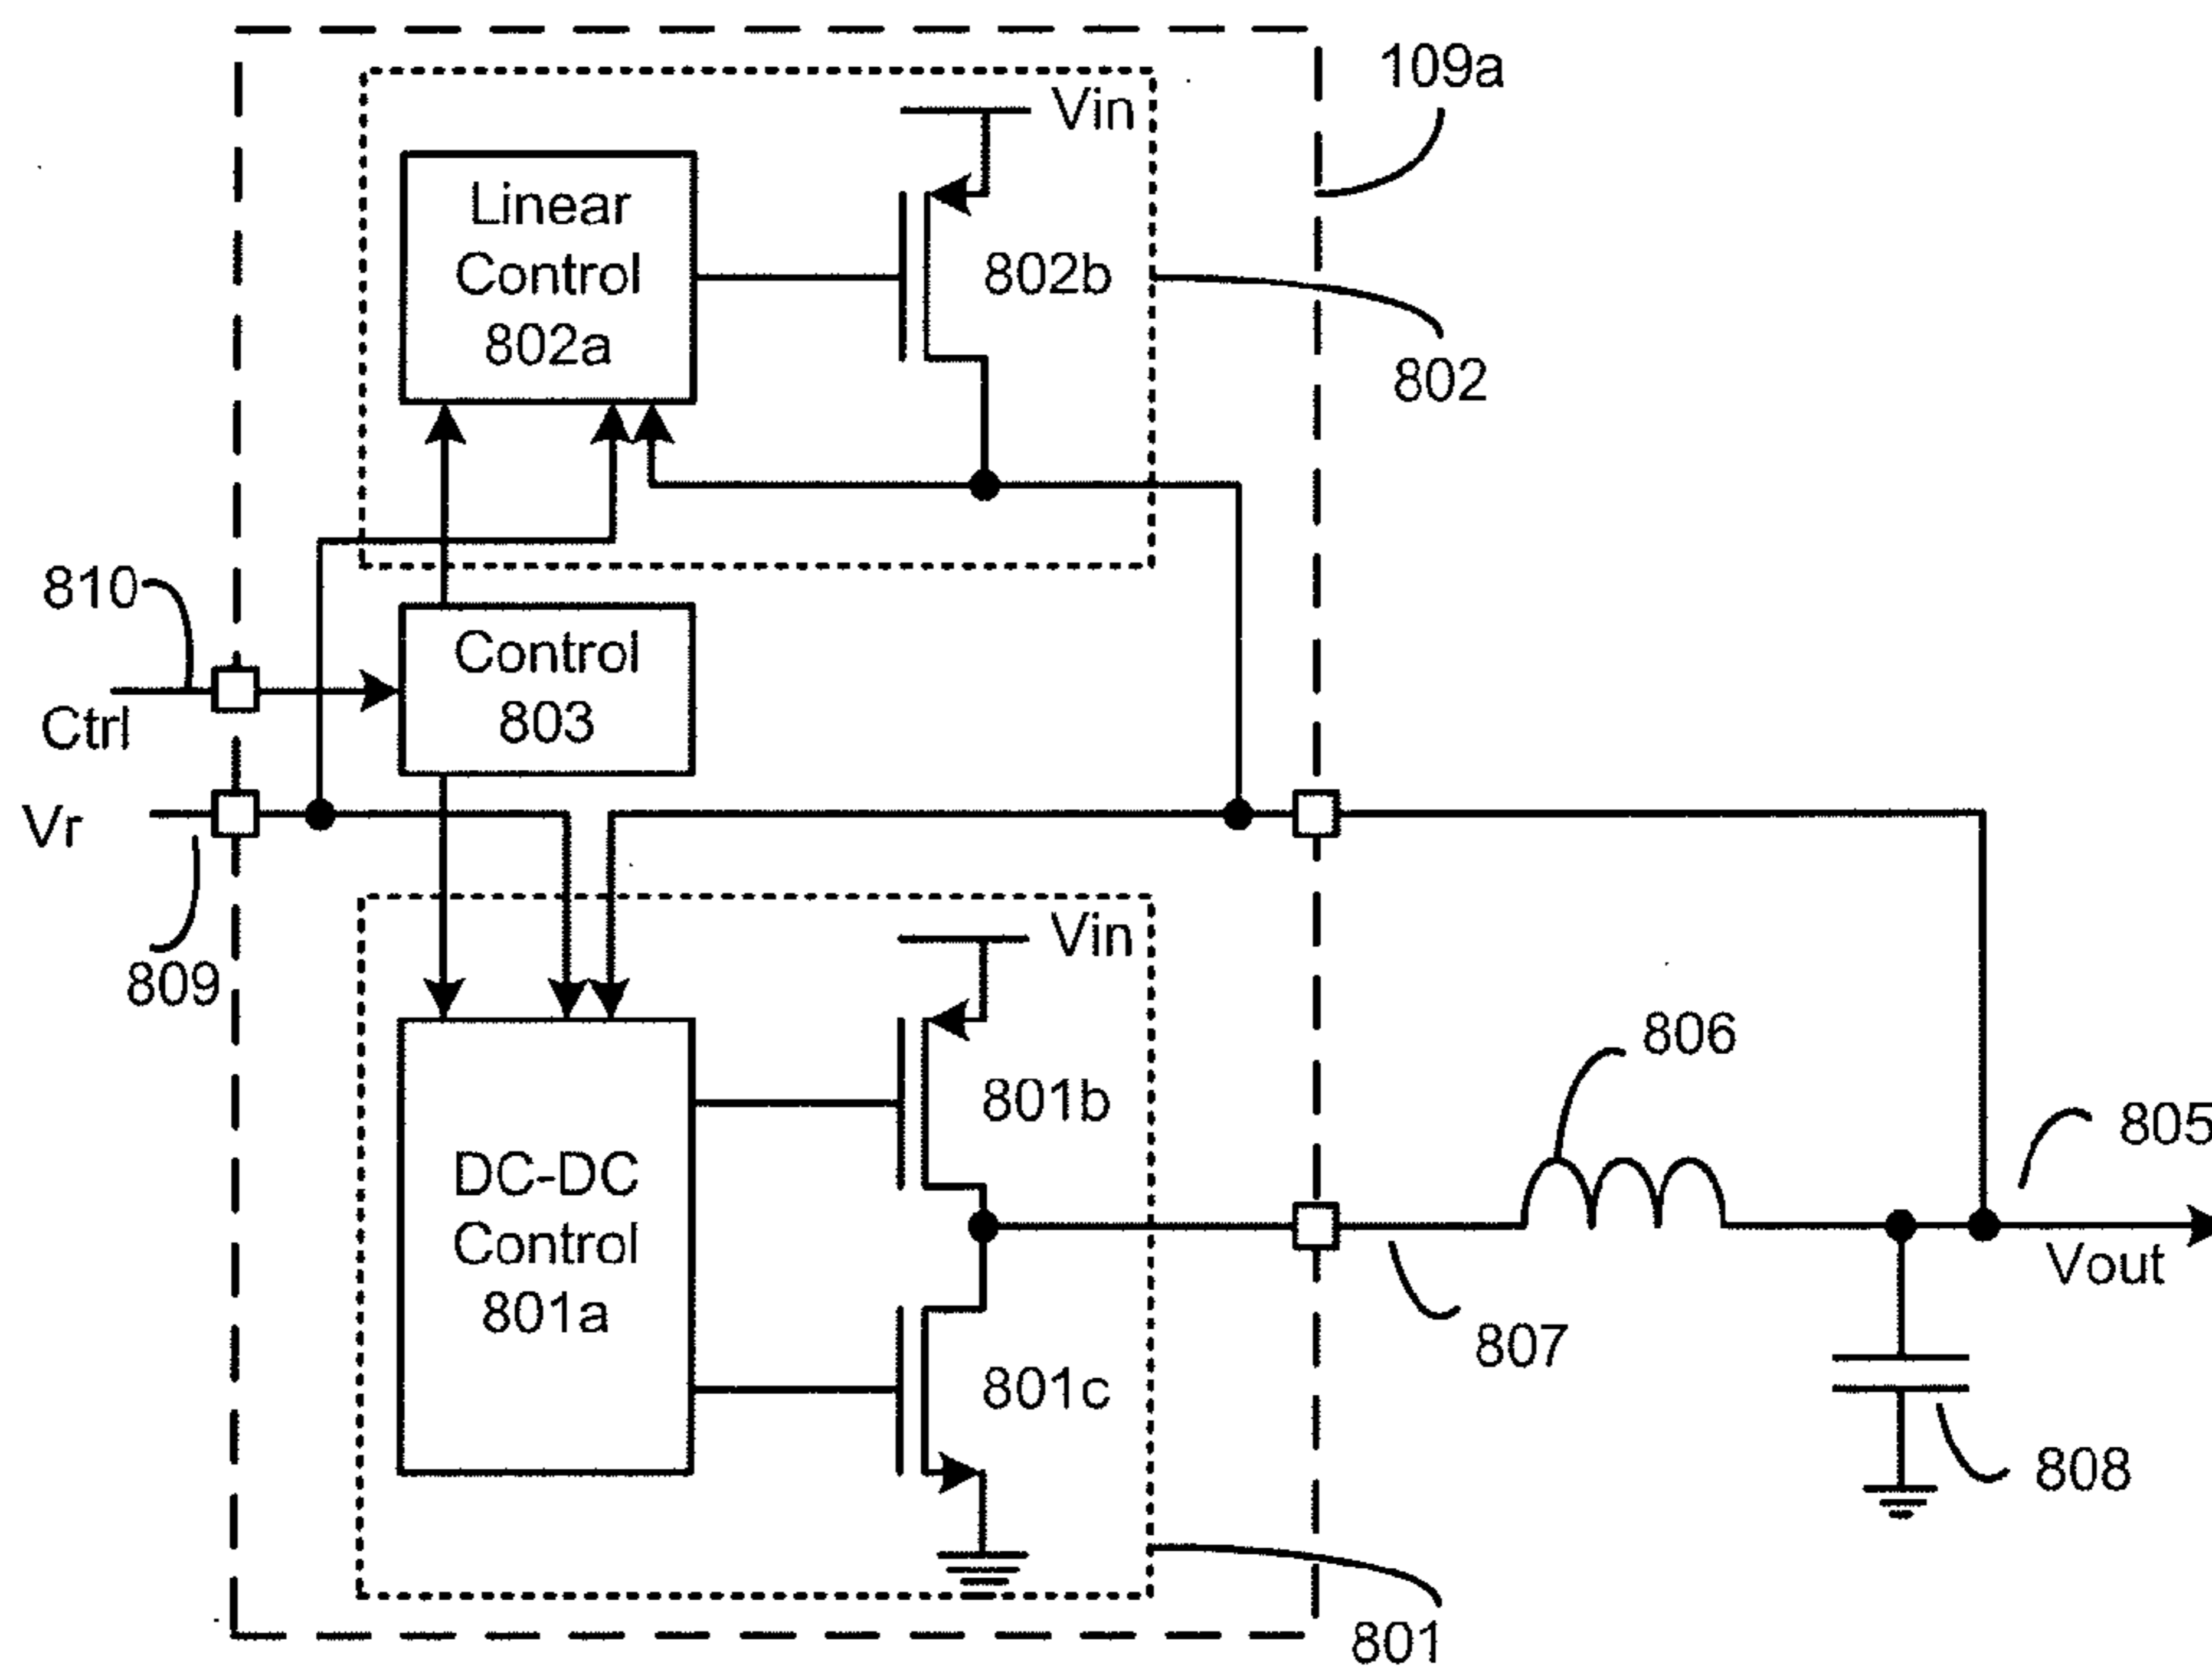 109a
Vin
Linear
Control
802a
802b
802
810
Control
803
Ctrl
Vr
809
Vin
806
801b
805
DC-DC
Control
801a
Vout
807
801c
808
801